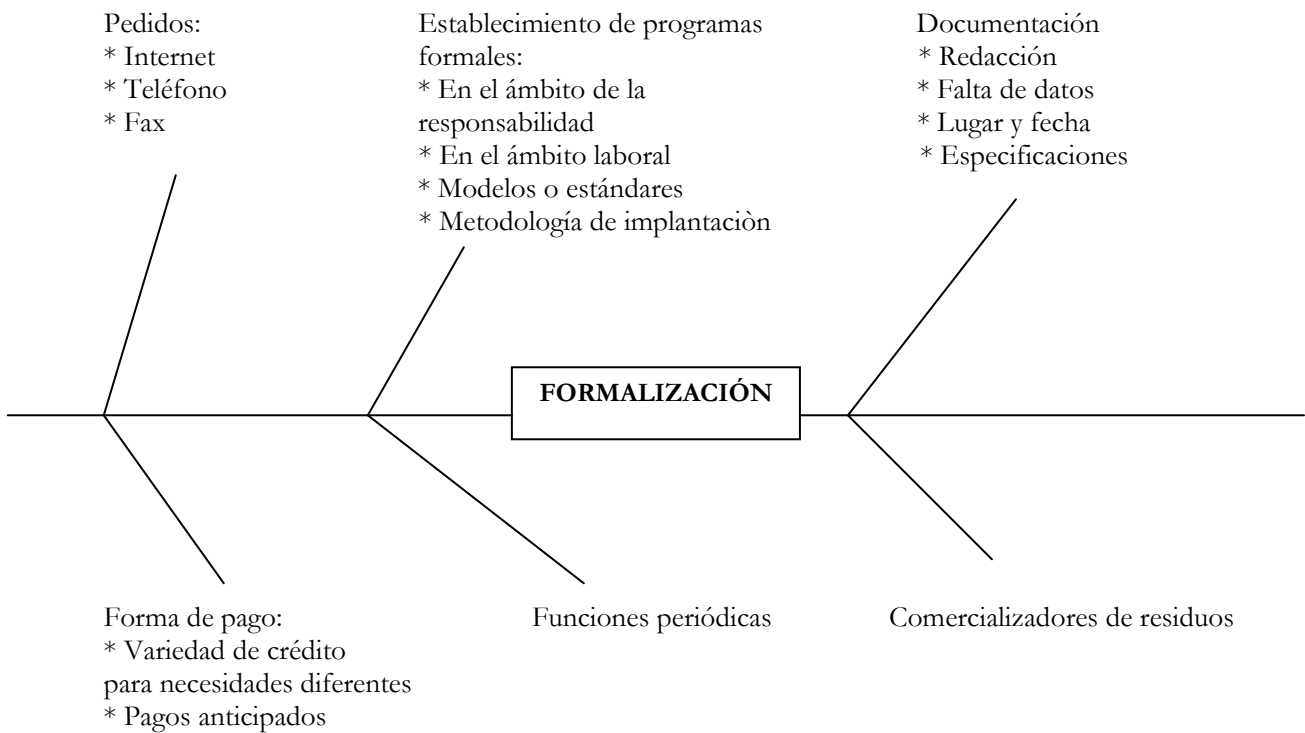 Pedidos:
* Internet
* Teléfono
* Fax
Establecimiento de programas
formales:
* En el ámbito de la
responsabilidad
* En el ámbito laboral
* Modelos o estándares
* Metodología de implantaciòn
Documentación
* Redacción
* Falta de datos
* Lugar y fecha
* Especificaciones
FORMALIZACIÓN
Forma de pago:
* Variedad de crédito
para necesidades diferentes
* Pagos anticipados
Funciones periódicas
Comercializadores de residuos